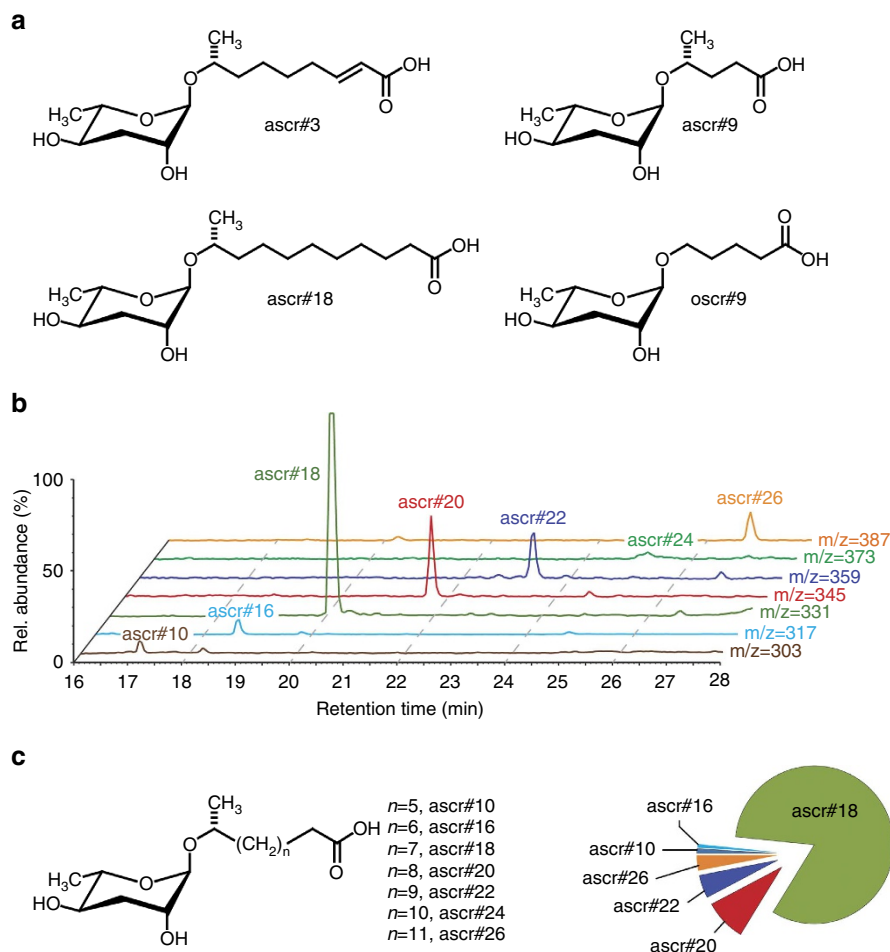 a
CH₃
O
OH
O
H₃C
O
HO
OH
ascr#3
CH₃
O
OH
O
H₃C
O
HO
OH
ascr#9
CH₃
O
OH
O
H₃C
O
HO
OH
ascr#18
O
OH
O
H₃C
O
HO
OH
oscr#9
b
Rel. abundance (%)
100
50
0
ascr#18
ascr#20
ascr#22
ascr#24
ascr#26
ascr#16
ascr#10
m/z=387
m/z=373
m/z=359
m/z=345
m/z=331
m/z=317
m/z=303
16 17 18 19 20 21 22 23 24 25 26 27 28
Retention time (min)
c
CH₃
O
(CH₂)n
OH
O
H₃C
O
HO
OH
n=5, ascr#10
n=6, ascr#16
n=7, ascr#18
n=8, ascr#20
n=9, ascr#22
n=10, ascr#24
n=11, ascr#26
ascr#18
ascr#16
ascr#10
ascr#26
ascr#22
ascr#20